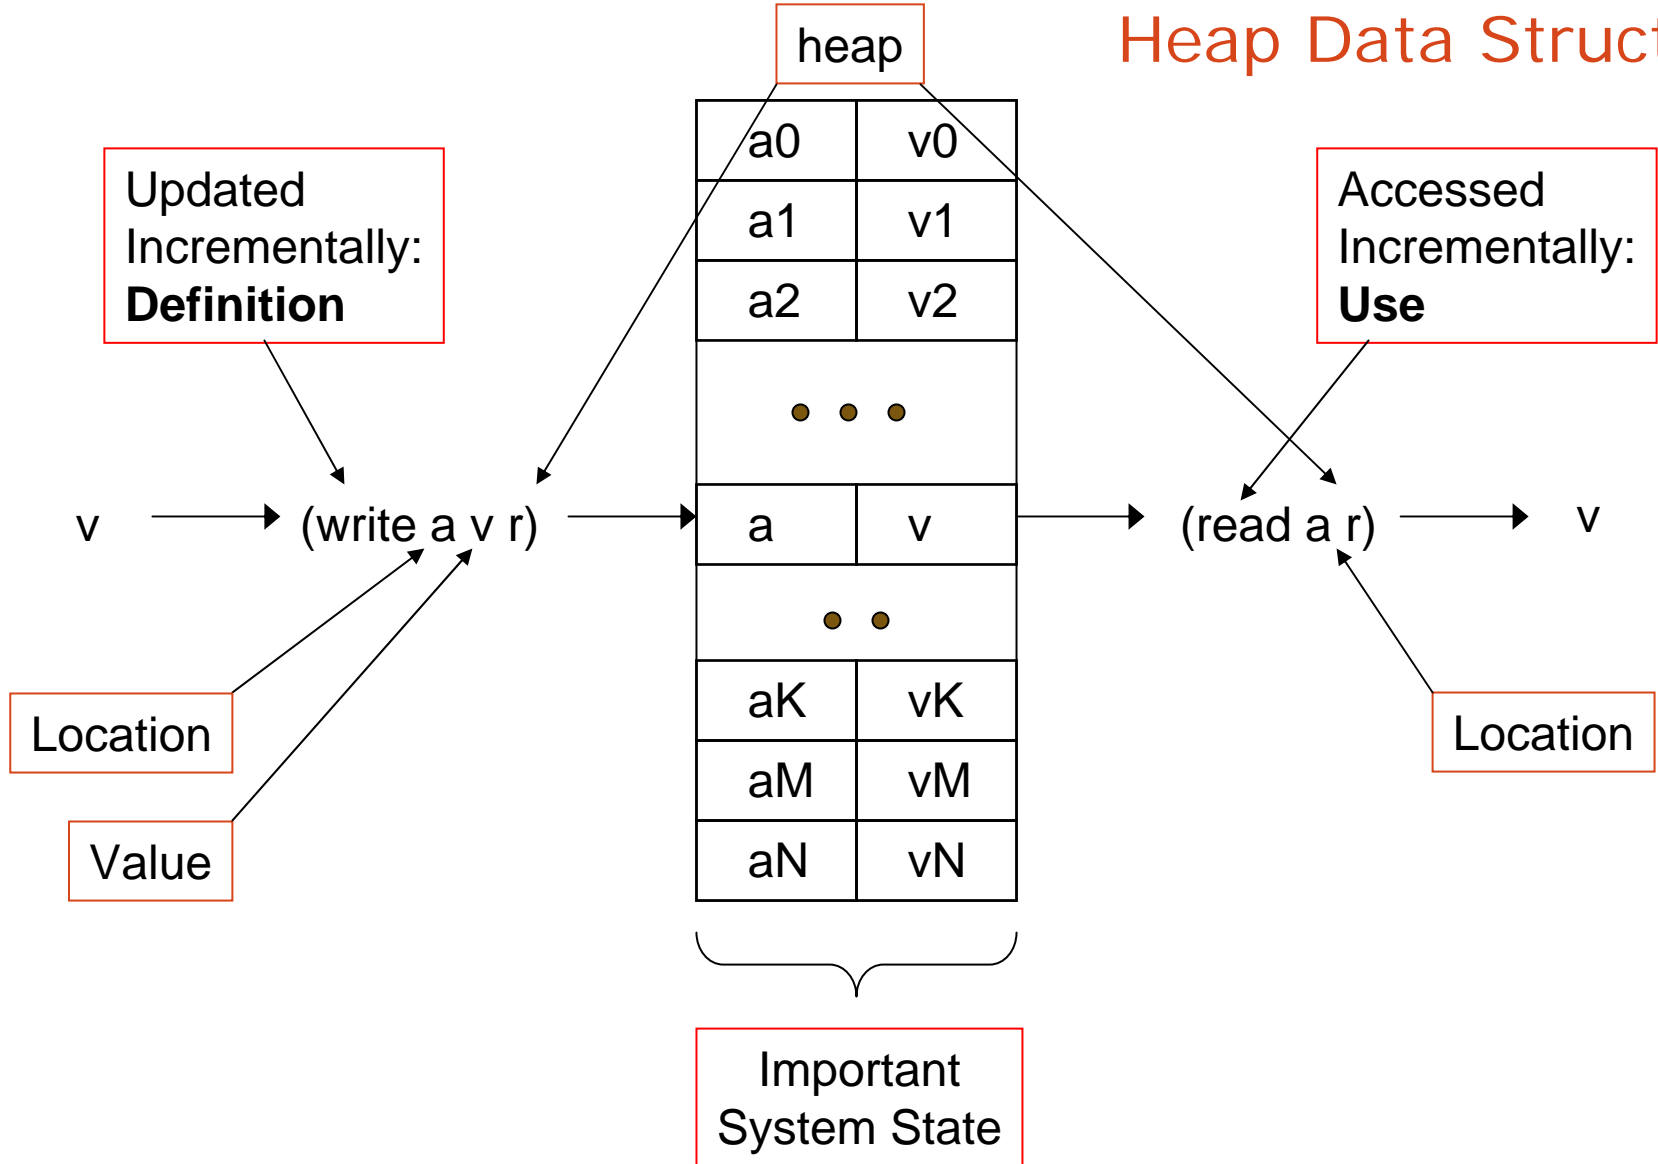 Heap Data Struct
heap
Updated
Incrementally:
Definition
Accessed
Incrementally:
Use
a0 v0
a1 v1
a2 v2
v (write a v r) a v (read a r) v
aK vK
aM vM
aN vN
Location
Value
Location
Important
System State